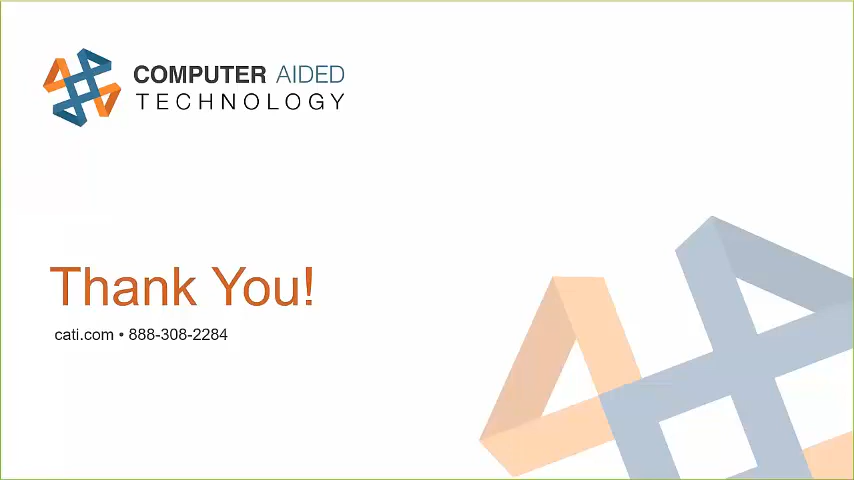 COMPUTER AIDED
TECHNOLOGY
Thank You!
cati.com • 888-308-2284